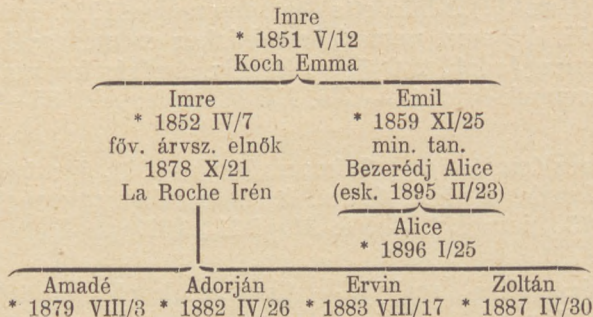 Imre
* 1851 V/12
Koch Emma
Imre
* 1852 IV/7
főv. árvsz. elnök
1878 X/21
La Roche Irén
Emil
* 1859 XI/25
min. tan.
Bezerédj Alice
(esk. 1895 II/23)
Alice
* 1896 I/25
Amadé
* 1879 VIII/3
Adorján
* 1882 IV/26
Ervin
* 1883 VIII/17
Zoltán
* 1887 IV/30